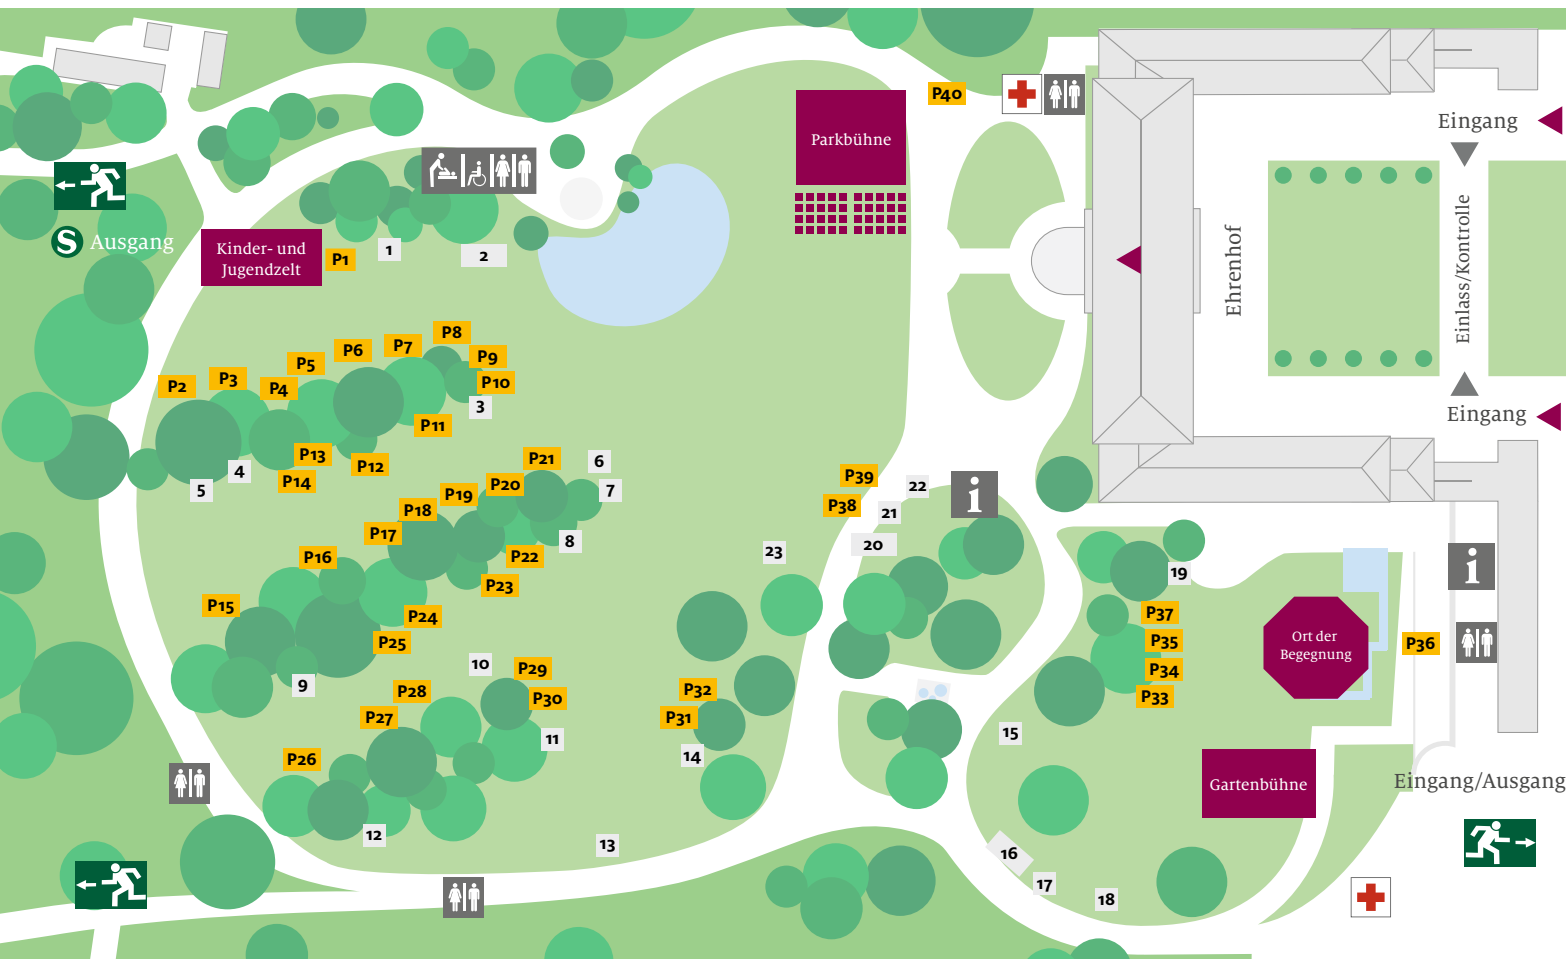 P40
Eingang
Parkbühne
Einlass/Kontrolle
Ehrenhof
S Ausgang
Kinder- und
Jugendzelt
P1
1
2
P8
P7
P6
P9
P5
P10
P3
P2
P4
3
P11
Eingang
P13
P12
4
P14
5
P21
6
P20
7
P19
P18
P17
8
P22
P16
P23
P39
22
i
P38
21
20
23
19
i
P15
P24
P25
P37
P35
P34
P33
Ort der
Begegnung
P36
10
P29
9
P28
P30
P27
11
P32
P31
14
15
P26
Gartenbühne
Eingang/Ausgang
12
13
16
17
18